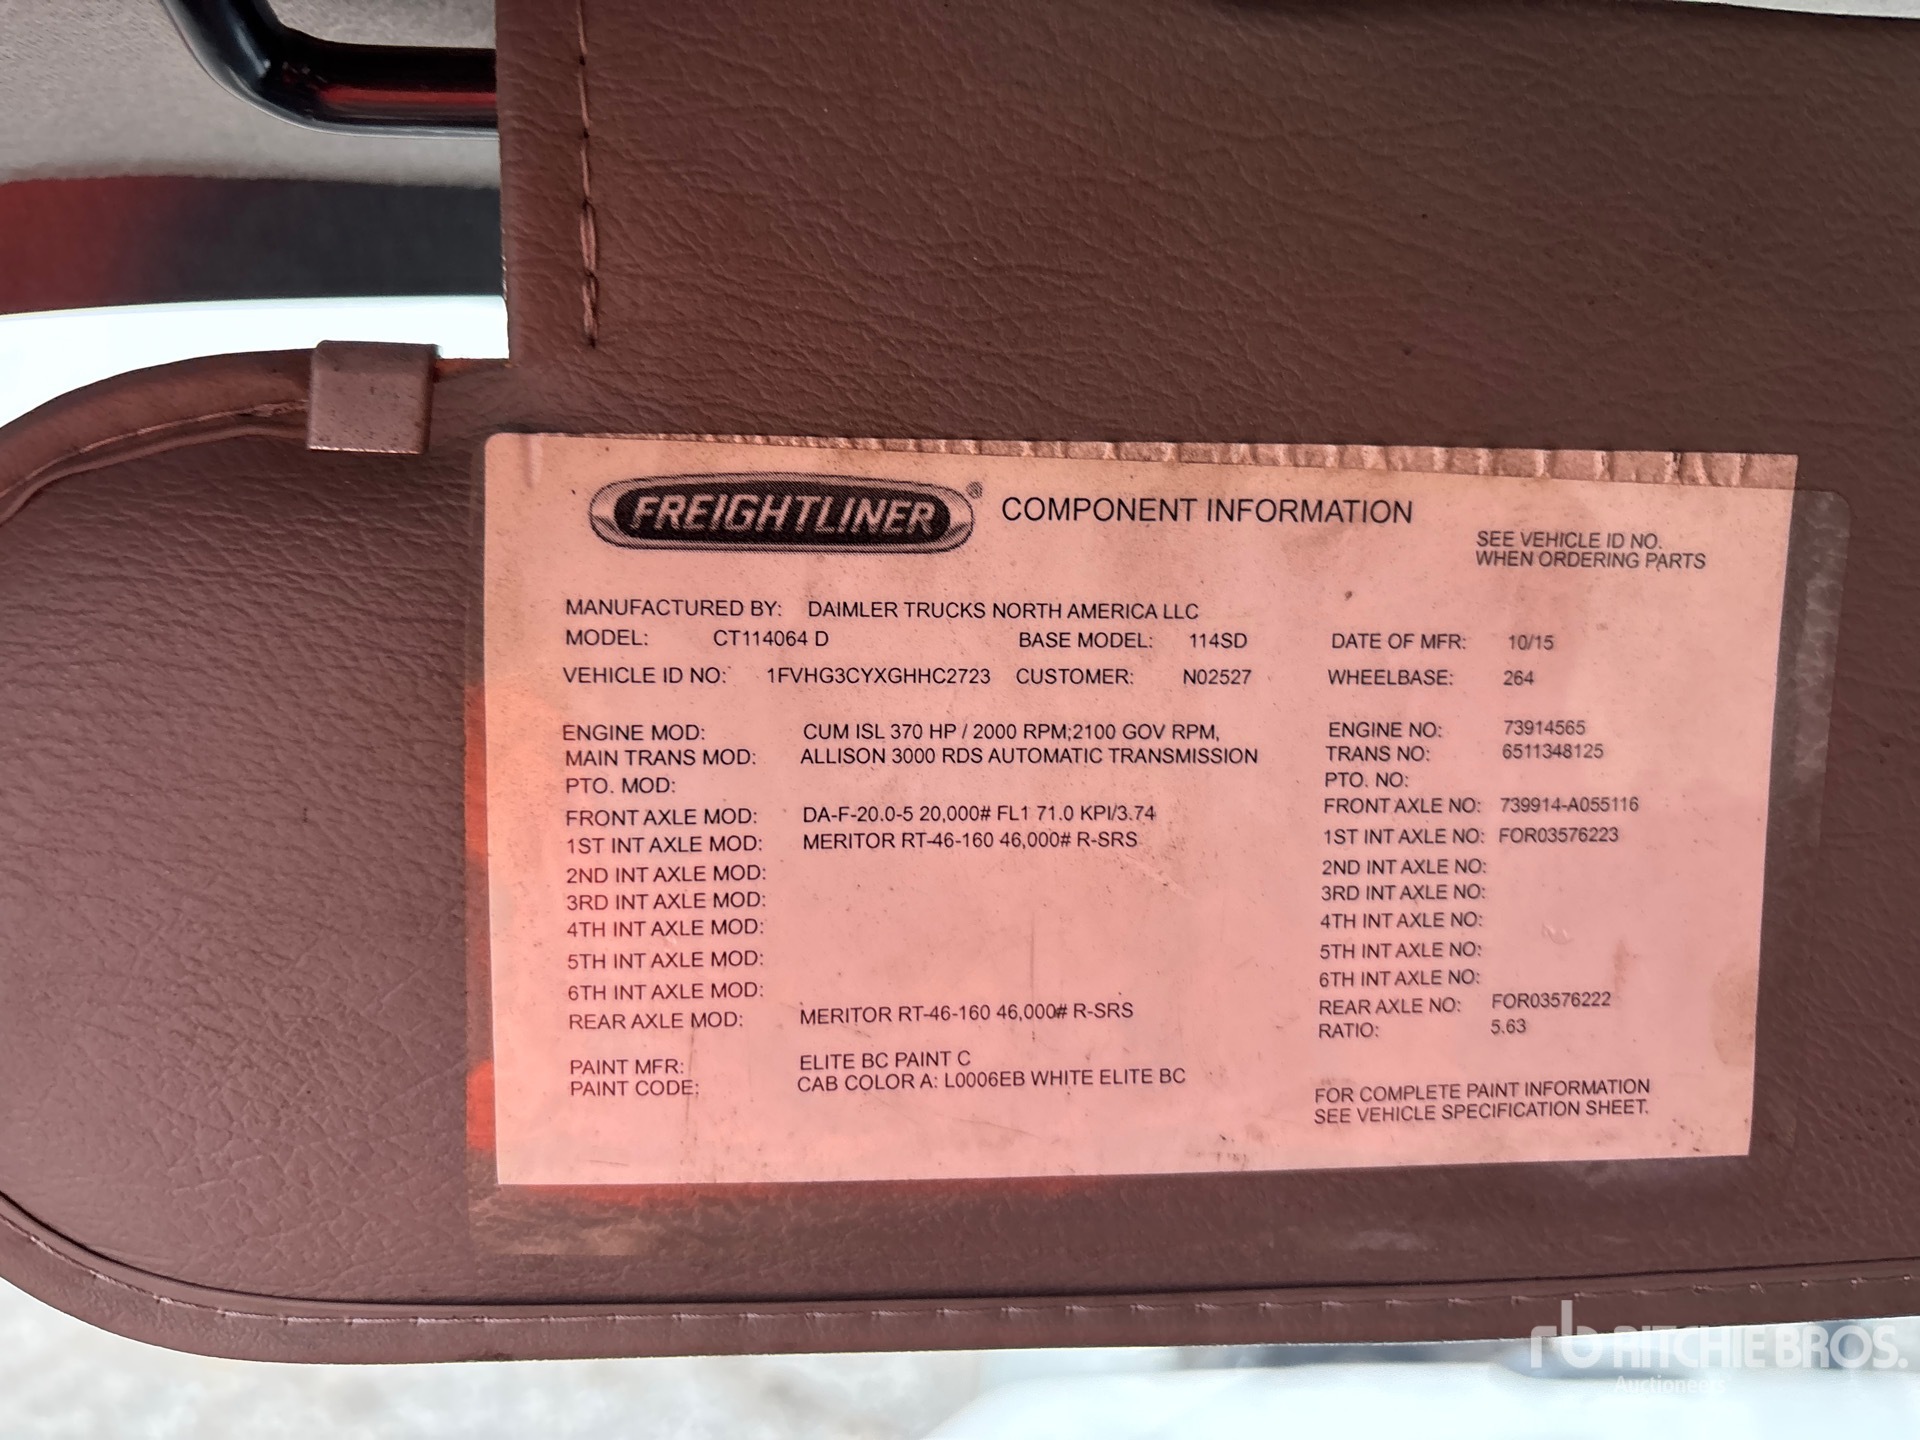 FREIGHTLINER® COMPONENT INFORMATION
SEE VEHICLE ID NO.
WHEN ORDERING PARTS
MANUFACTURED BY: DAIMLER TRUCKS NORTH AMERICA LLC
MODEL: CT114064 D BASE MODEL: 114SD DATE OF MFR: 10/15
VEHICLE ID NO: 1FVHG3CYXGHHC2723 CUSTOMER: N02527 WHEELBASE: 264
ENGINE MOD: CUM ISL 370 HP / 2000 RPM;2100 GOV RPM, ENGINE NO: 73914565
MAIN TRANS MOD: ALLISON 3000 RDS AUTOMATIC TRANSMISSION TRANS NO: 6511348125
PTO. MOD: PTO. NO:
FRONT AXLE MOD: DA-F-20.0-5 20,000# FL1 71.0 KPI/3.74 FRONT AXLE NO: 739914-A055116
1ST INT AXLE MOD: MERITOR RT-46-160 46,000# R-SRS 1ST INT AXLE NO: FOR03576223
2ND INT AXLE MOD: 2ND INT AXLE NO:
3RD INT AXLE MOD: 3RD INT AXLE NO:
4TH INT AXLE MOD: 4TH INT AXLE NO:
5TH INT AXLE MOD: 5TH INT AXLE NO:
6TH INT AXLE MOD: 6TH INT AXLE NO:
REAR AXLE MOD: MERITOR RT-46-160 46,000# R-SRS REAR AXLE NO: FOR03576222
RATIO: 5.63
PAINT MFR: ELITE BC PAINT C
PAINT CODE: CAB COLOR A: L0006EB WHITE ELITE BC
FOR COMPLETE PAINT INFORMATION
SEE VEHICLE SPECIFICATION SHEET.
rb RITCHIE BROS.
Auctioneers